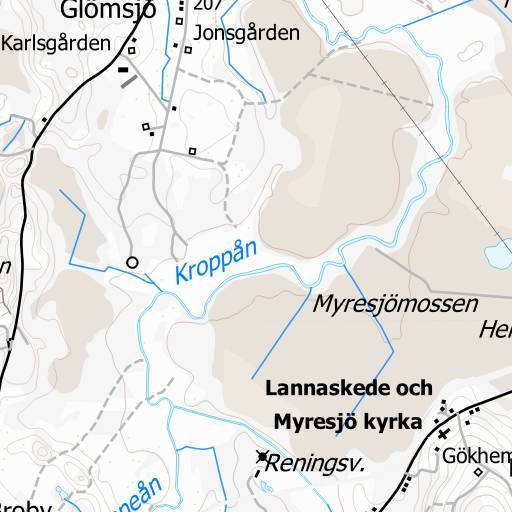 Glömsjö
207
Jonsgården
Karlsgården
Kroppån
Myresjömossen
Lannaskede och
Myresjö kyrka
Gökhem
Reningsv.